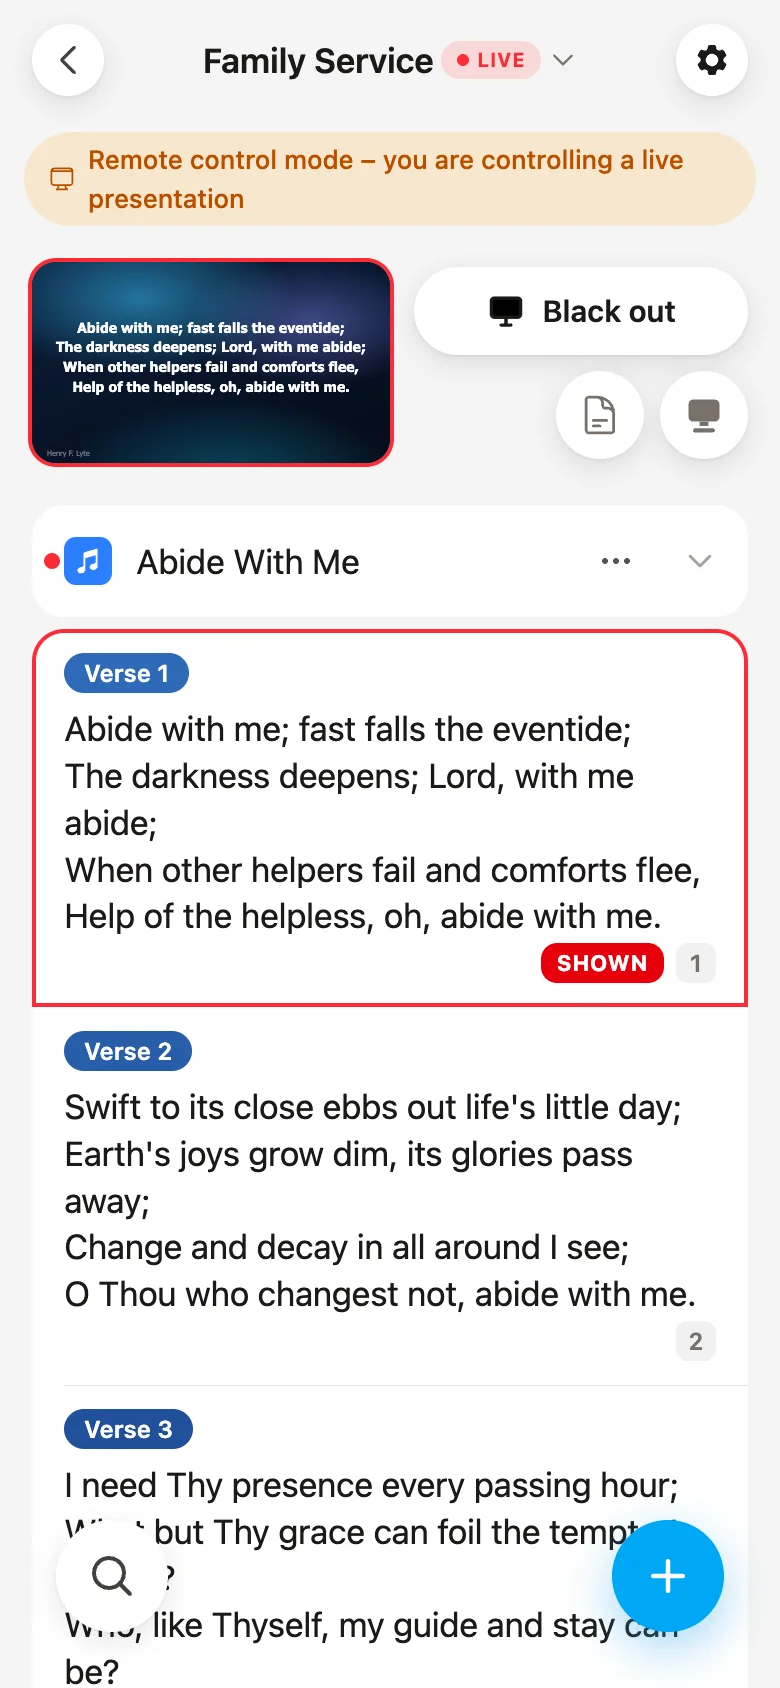 Family Service
LIVE
Remote control mode – you are controlling a live
presentation
Abide with me; fast falls the eventide;
The darkness deepens; Lord, with me abide;
When other helpers fail and comforts flee,
Help of the helpless, oh, abide with me.
Henry F. Lyte
Black out
Abide With Me
Verse 1
Abide with me; fast falls the eventide;
The darkness deepens; Lord, with me
abide;
When other helpers fail and comforts flee,
Help of the helpless, oh, abide with me.
SHOWN
1
Verse 2
Swift to its close ebbs out life's little day;
Earth's joys grow dim, its glories pass
away;
Change and decay in all around I see;
O Thou who changest not, abide with me.
2
Verse 3
I need Thy presence every passing hour;
but Thy grace can foil the
?
like Thyself, my guide and stay can
be?